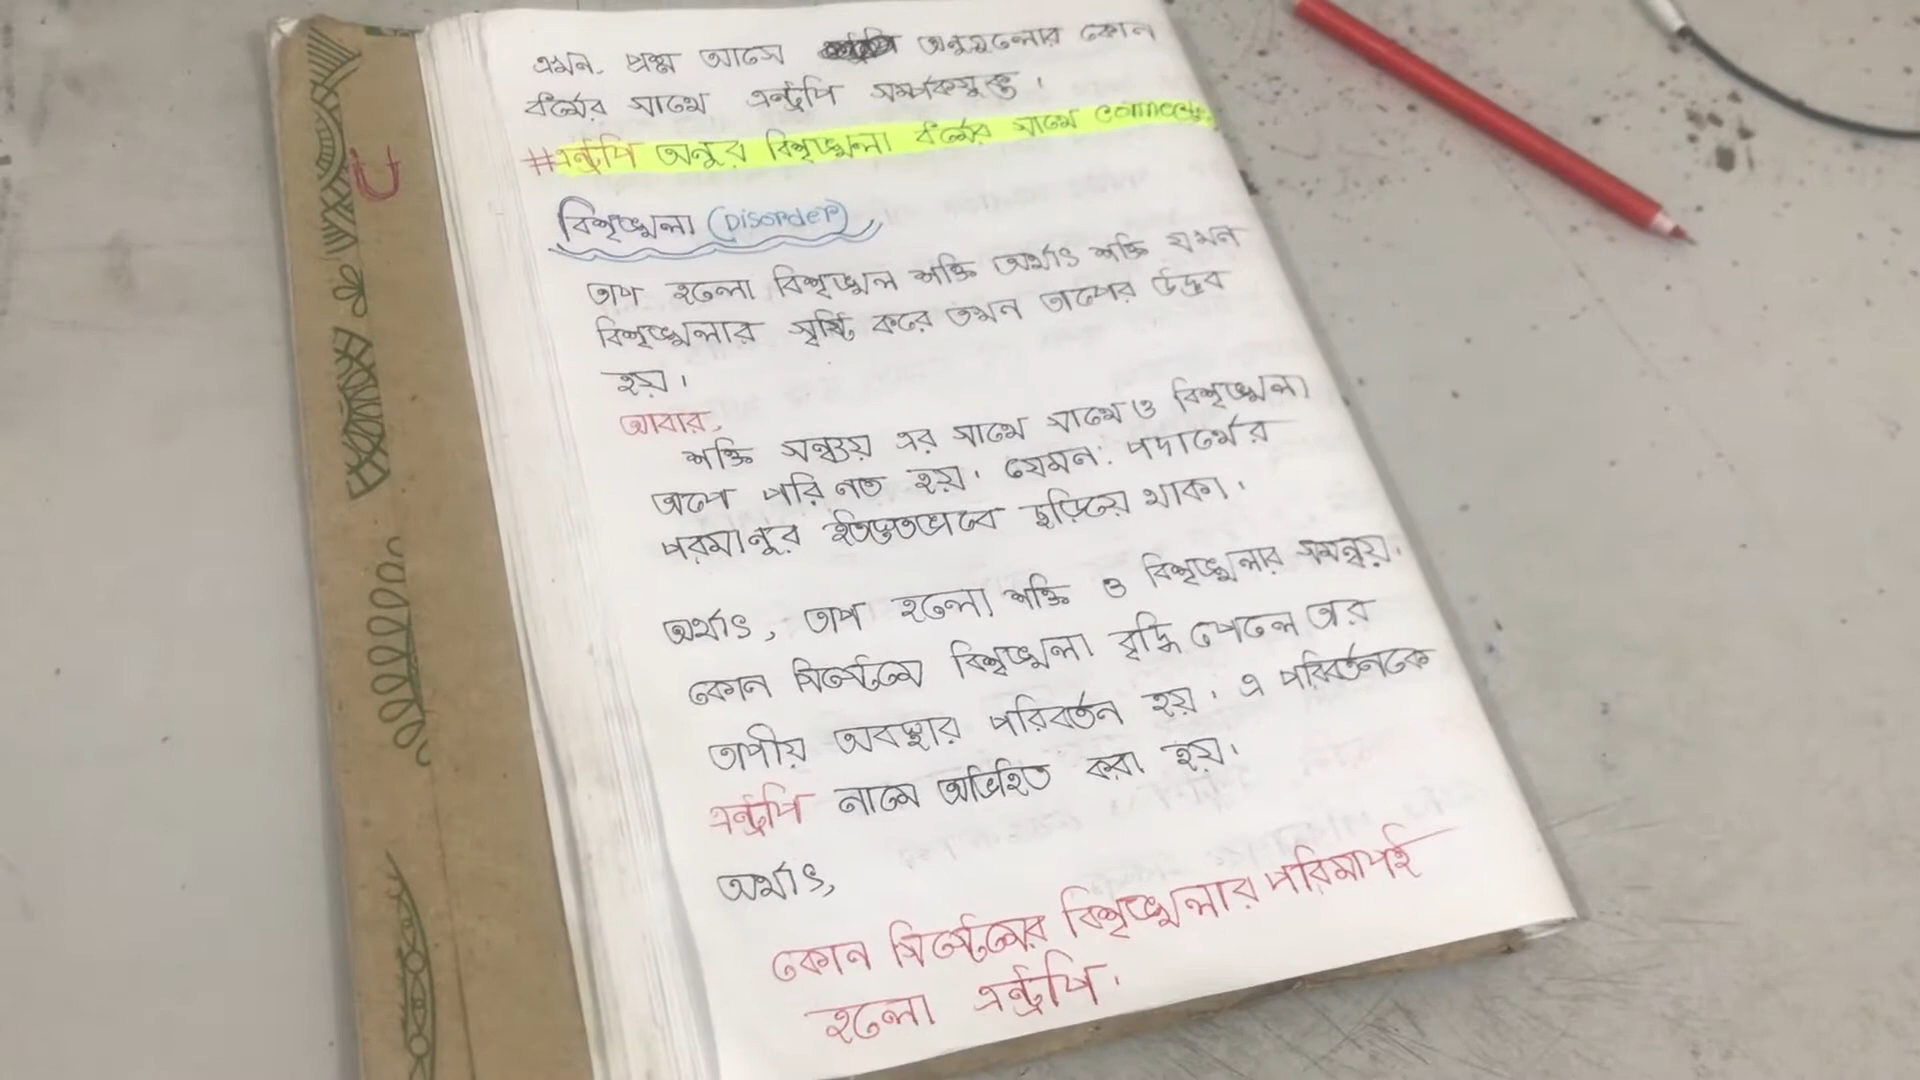 এমন প্রশ্ন আসে অনুগুলোর কোন
ধর্মের সাথে এন্ট্রপি সম্পর্কযুক্ত।
#এন্ট্রপি অনুর বিশৃঙ্খলা ধর্মের সাথে connected
বিশৃঙ্খলা (Disorder)
তাপ হলো বিশৃঙ্খল শক্তি অর্থাৎ শক্তি যখন
বিশৃঙ্খলার সৃষ্টি করে তখন তাপের উদ্ভব
হয়।
আবার,
শক্তি সঞ্চয় এর সাথে সাথেও বিশৃঙ্খলা
তাপে পরিনত হয়। যেমন: পদার্থের
পরমানুর ইতস্ততভাবে ছড়িয়ে থাকা।
অর্থাৎ, তাপ হলো শক্তি ও বিশৃঙ্খলার সমন্বয়।
কোন সিস্টেমে বিশৃঙ্খলা বৃদ্ধি পেলে তার
তাপীয় অবস্থার পরিবর্তন হয়। এ পরিবর্তনকে
এন্ট্রপি নামে অভিহিত করা হয়।
অর্থাৎ,
কোন সিস্টেমের বিশৃঙ্খলার পরিমাপই
হলো এন্ট্রপি।